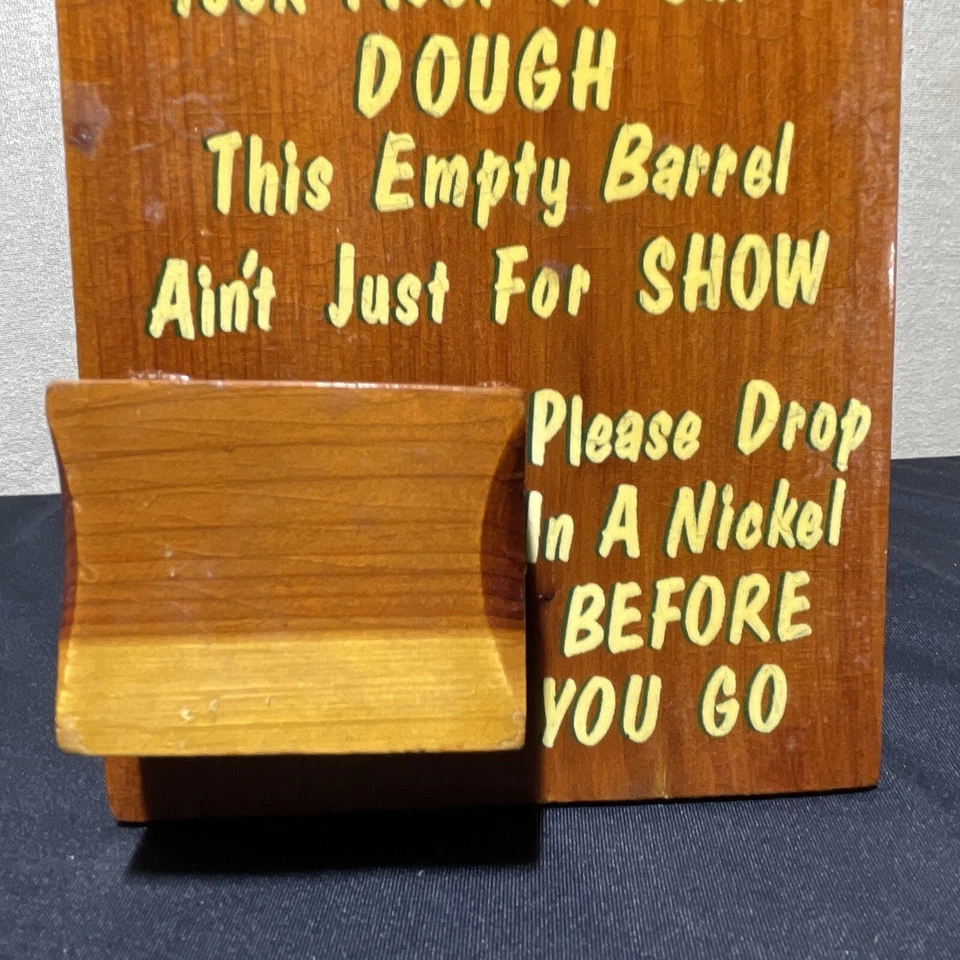 DOUGH
This Empty Barrel
Ain't Just For SHOW
Please Drop
In A Nickel
BEFORE
YOU GO